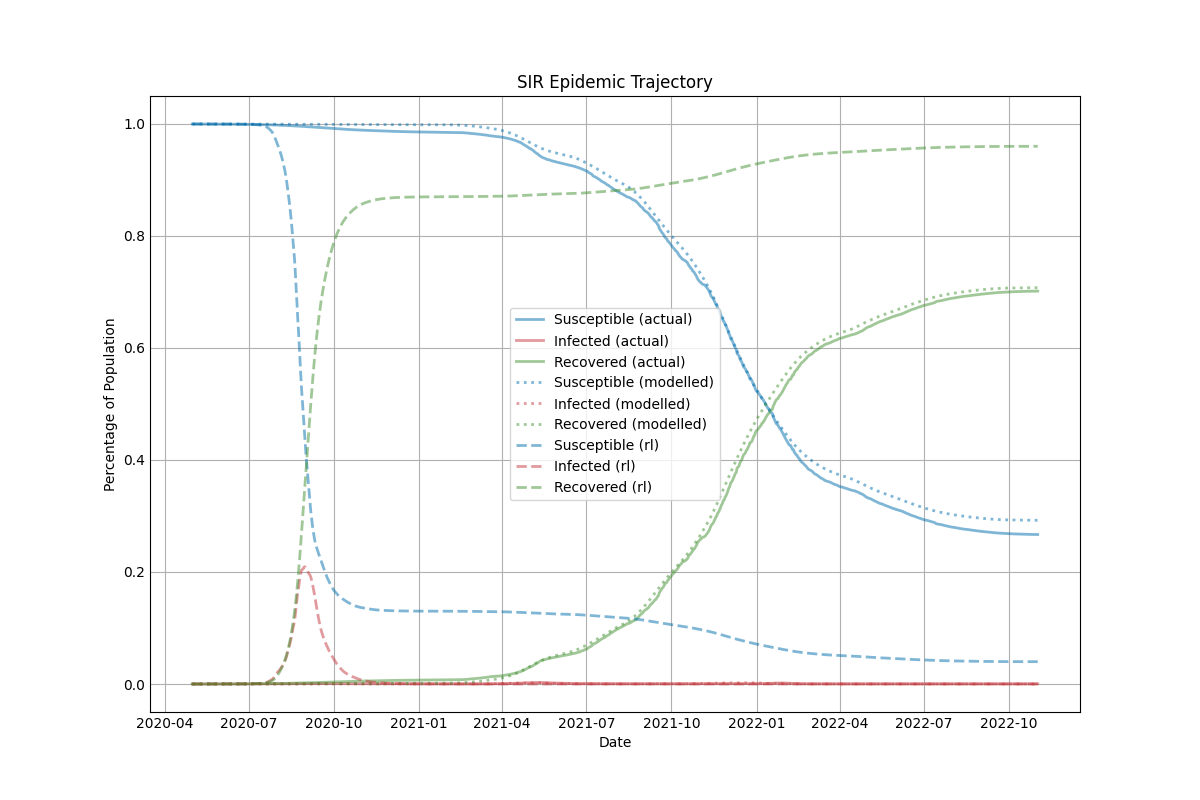 SIR Epidemic Trajectory
Percentage of Population
1.0
0.8
0.6
0.4
0.2
0.0
Susceptible (actual)
Infected (actual)
Recovered (actual)
Susceptible (modelled)
Infected (modelled)
Recovered (modelled)
Susceptible (rl)
Infected (rl)
Recovered (rl)
2020-04 2020-07 2020-10 2021-01 2021-04 2021-07 2021-10 2022-01 2022-04 2022-07 2022-10
Date